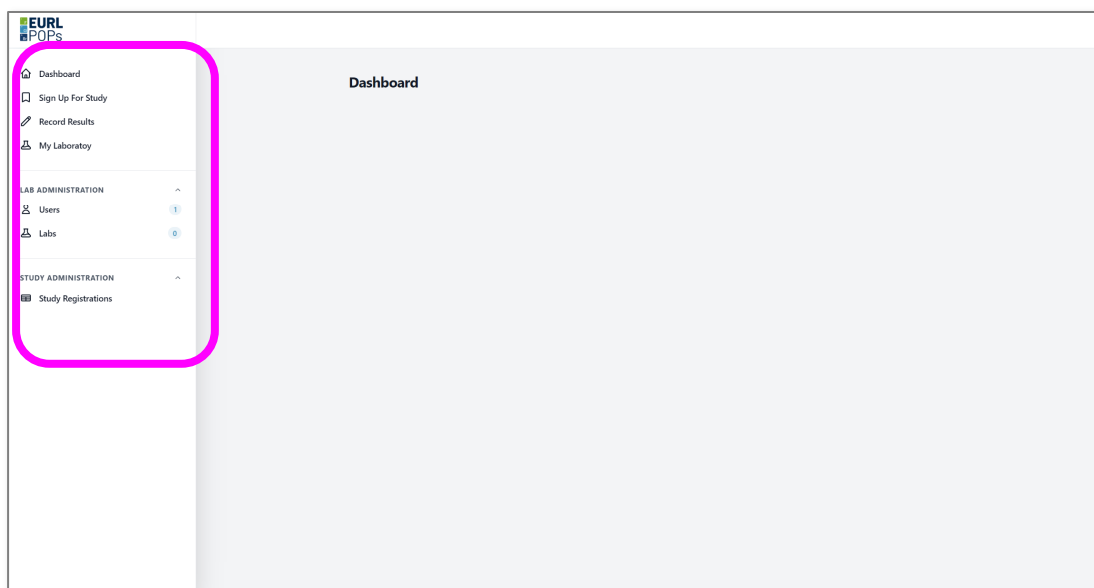 EURL
POPs
Dashboard
Sign Up For Study
Record Results
My Laboratoy
LAB ADMINISTRATION
Users 1
Labs 0
STUDY ADMINISTRATION
Study Registrations
Dashboard